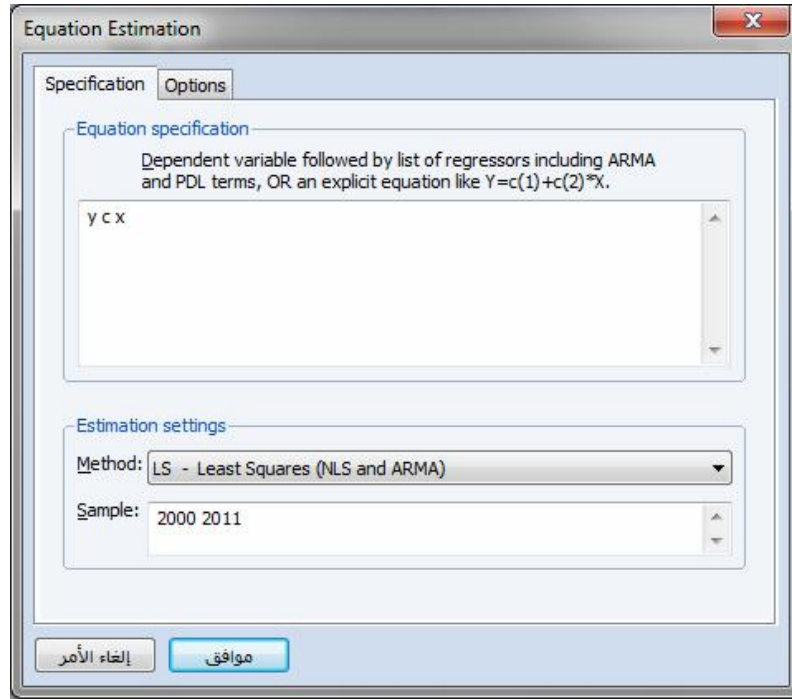 Equation Estimation
Specification Options
Equation specification
Dependent variable followed by list of regressors including ARMA
and PDL terms, OR an explicit equation like Y=c(1)+c(2)*X.
y c x
Estimation settings
Method: LS - Least Squares (NLS and ARMA)
Sample: 2000 2011
إلغاء الأمر موافق